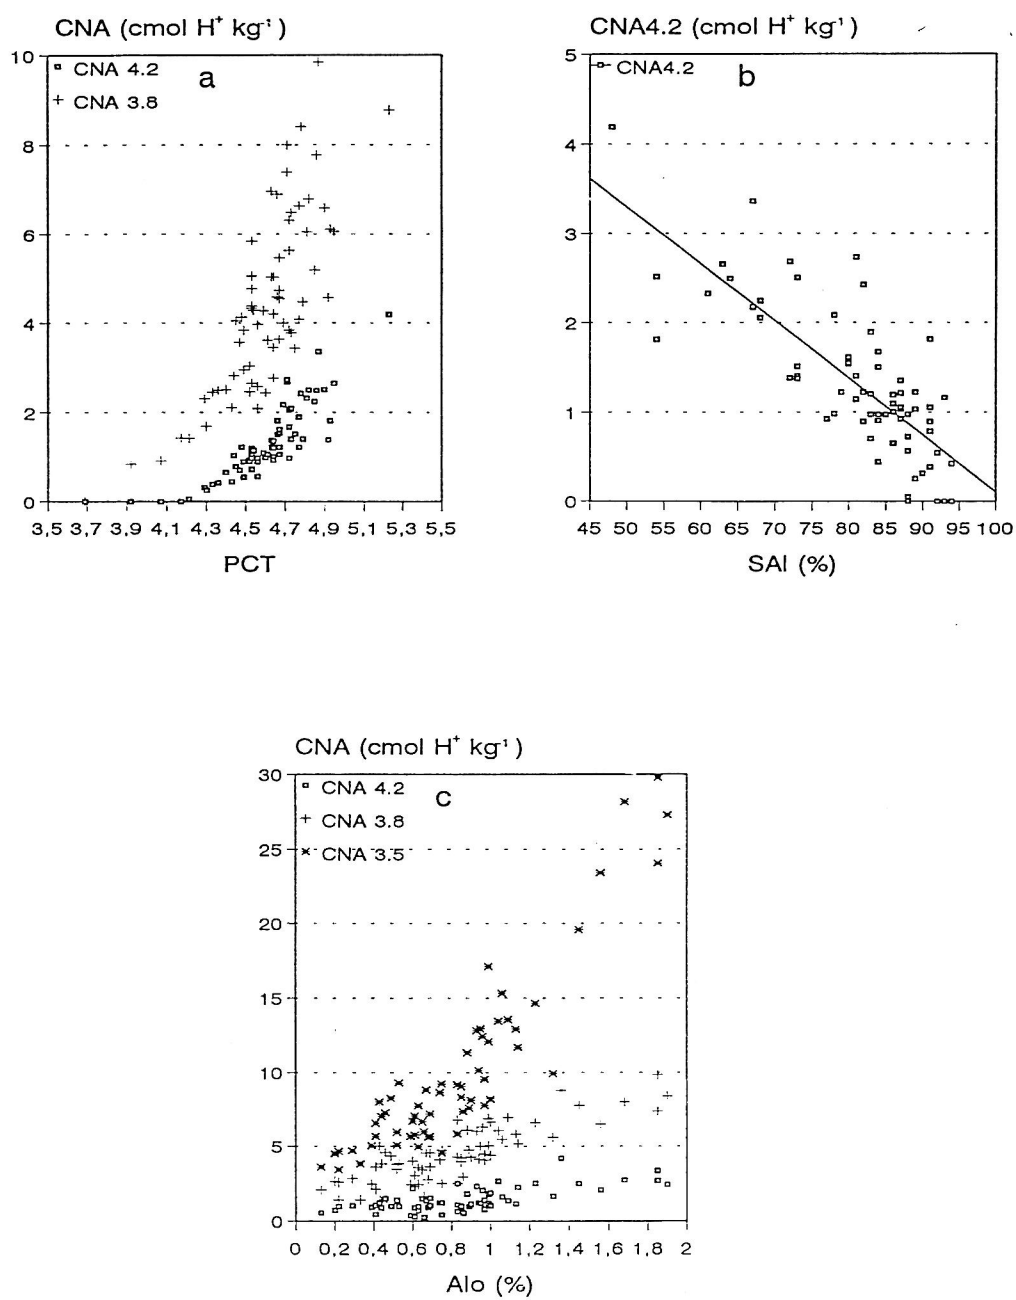 CNA (cmol H⁺ kg⁻¹)
10
8
6
4
2
0
CNA 4.2
CNA 3.8
a
3,5 3,7 3,9 4,1 4,3 4,5 4,7 4,9 5,1 5,3 5,5
PCT
CNA4.2 (cmol H⁺ kg⁻¹)
5
4
3
2
1
0
CNA4.2
b
45 50 55 60 65 70 75 80 85 90 95 100
SAl (%)
CNA (cmol H⁺ kg⁻¹)
30
25
20
15
10
5
0
CNA 4.2
CNA 3.8
CNA 3.5
c
0 0,2 0,4 0,6 0,8 1 1,2 1,4 1,6 1,8 2
Alo (%)